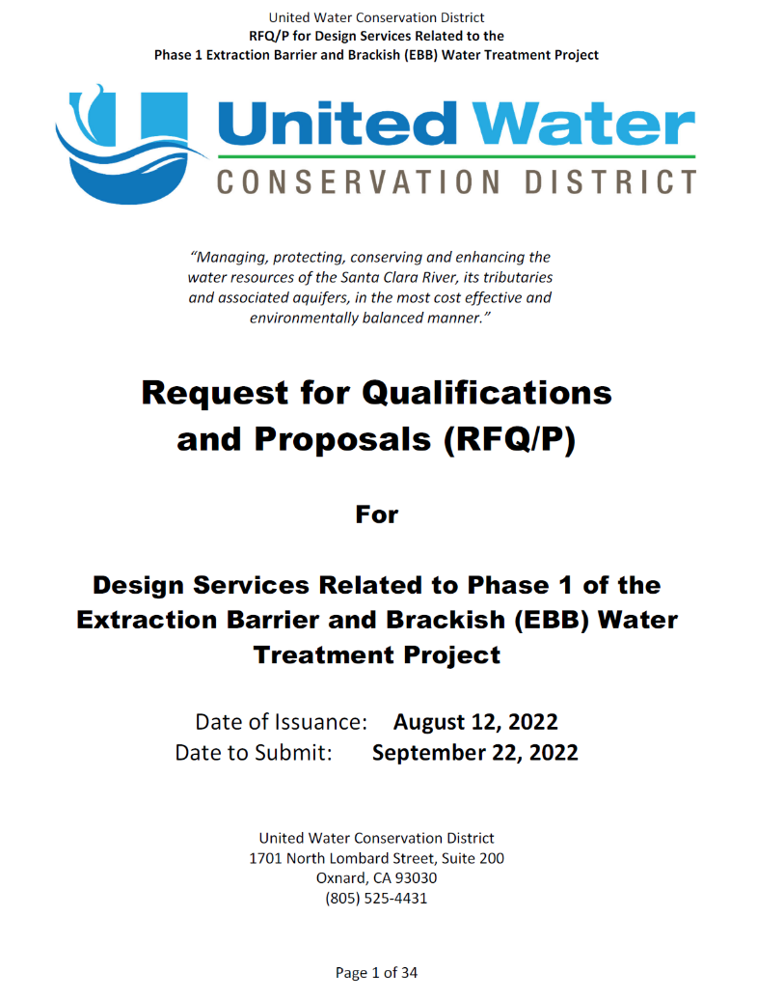 United Water Conservation District
RFQ/P for Design Services Related to the
Phase 1 Extraction Barrier and Brackish (EBB) Water Treatment Project
United Water
CONSERVATION DISTRICT
“Managing, protecting, conserving and enhancing the
water resources of the Santa Clara River, its tributaries
and associated aquifers, in the most cost effective and
environmentally balanced manner.”
Request for Qualifications
and Proposals (RFQ/P)
For
Design Services Related to Phase 1 of the
Extraction Barrier and Brackish (EBB) Water
Treatment Project
Date of Issuance: August 12, 2022
Date to Submit: September 22, 2022
United Water Conservation District
1701 North Lombard Street, Suite 200
Oxnard, CA 93030
(805) 525-4431
Page 1 of 34